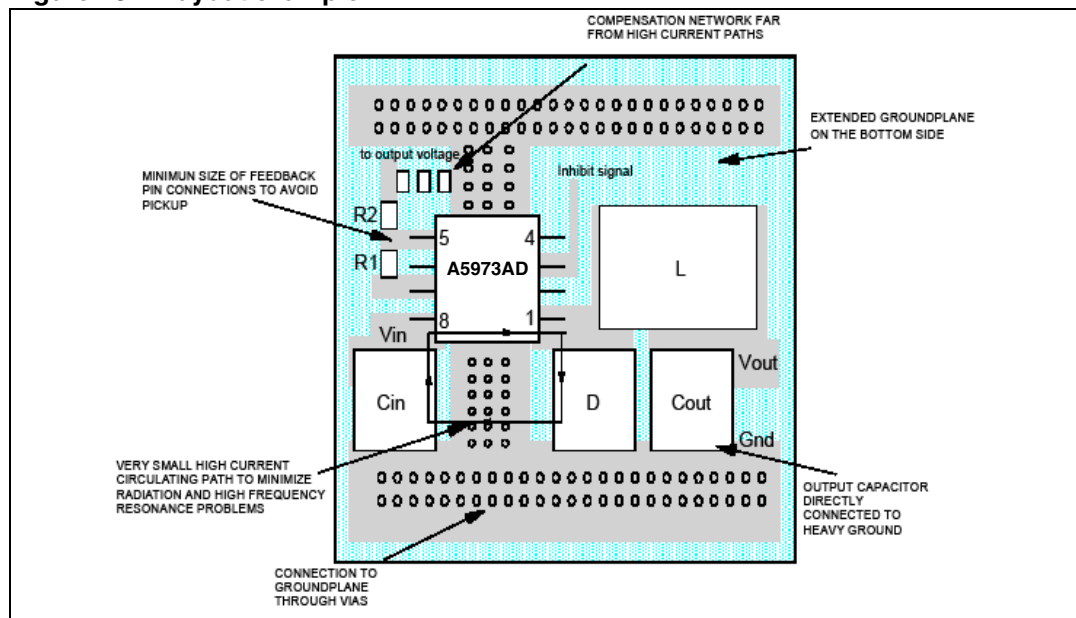 COMPENSATION NETWORK FAR
FROM HIGH CURRENT PATHS
EXTENDED GROUNDPLANE
ON THE BOTTOM SIDE
to output voltage
Inhibit signal
MINIMUN SIZE OF FEEDBACK
PIN CONNECTIONS TO AVOID
PICKUP
R2
R1
5
4
A5973AD
8
1
L
Vin
Vout
Cin
D
Cout
Gnd
VERY SMALL HIGH CURRENT
CIRCULATING PATH TO MINIMIZE
RADIATION AND HIGH FREQUENCY
RESONANCE PROBLEMS
OUTPUT CAPACITOR
DIRECTLY
CONNECTED TO
HEAVY GROUND
CONNECTION TO
GROUNDPLANE
THROUGH VIAS